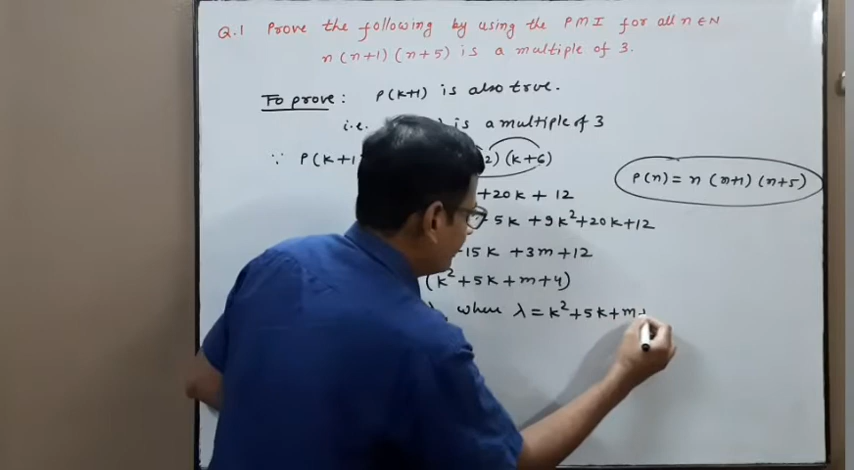 Q.1 Prove the following by using the PMI for all n ∈ N
n(n+1)(n+5) is a multiple of 3.
To prove: P(k+1) is also true.
i.e. is a multiple of 3
∵ P(k+1 2)(k+6)
P(n) = n(n+1)(n+5)
+20k+12
5k+9k²+20k+12
15k+3m+12
(k²+5k+m+4)
where λ=k²+5k+m+